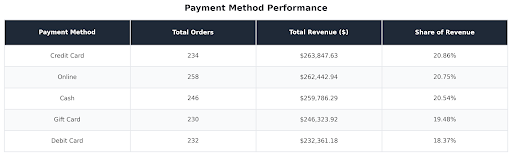 Payment Method Performance
Payment Method Total Orders Total Revenue ($) Share of Revenue
Credit Card 234 $263,847.63 20.86%
Online 258 $262,442.94 20.75%
Cash 246 $259,786.29 20.54%
Gift Card 230 $246,323.92 19.48%
Debit Card 232 $232,361.18 18.37%